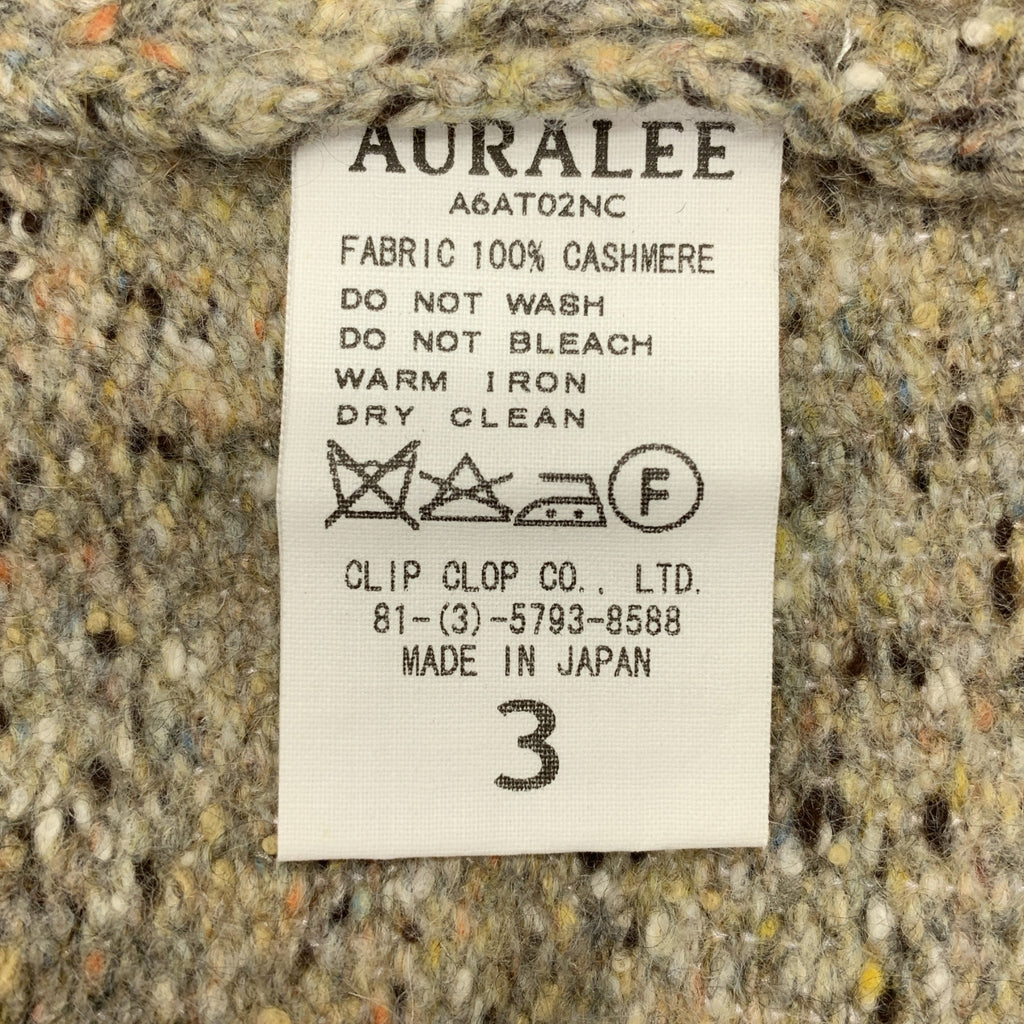 AURALEE
A6AT02NC
FABRIC 100% CASHMERE
DO NOT WASH
DO NOT BLEACH
WARM IRON
DRY CLEAN
F
CLIP CLOP CO., LTD.
81-(3)-5793-8588
MADE IN JAPAN
3